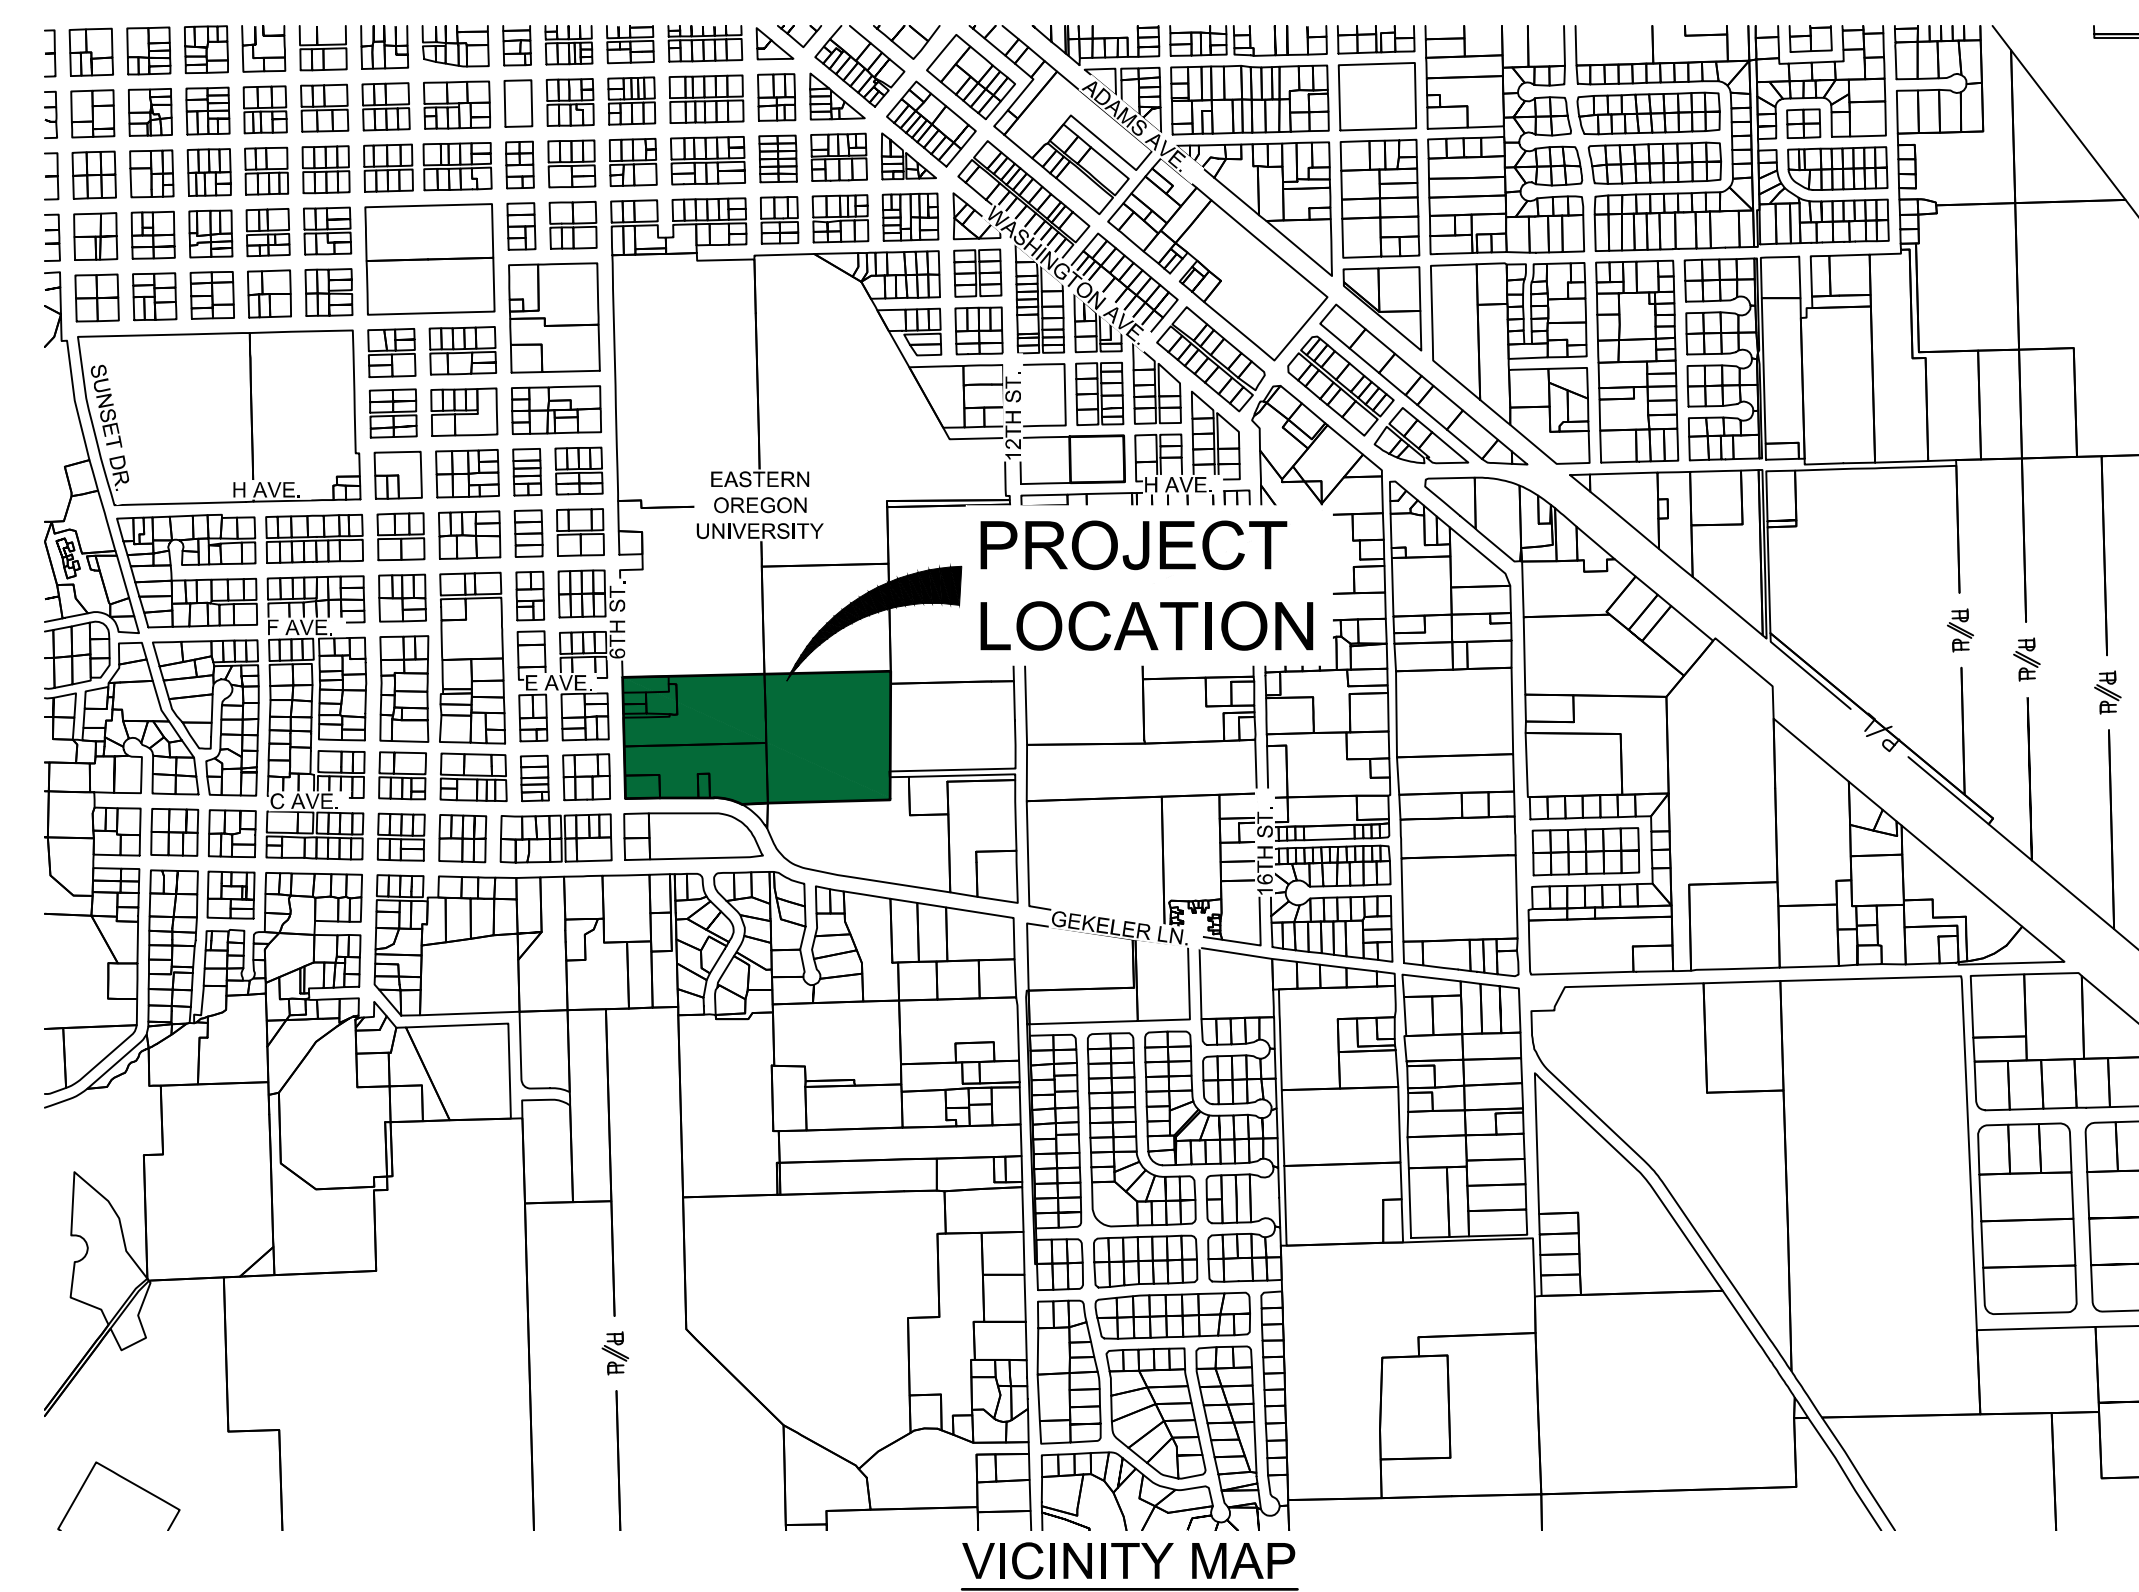 ADAMS AVE.
WASHINGTON AVE.
SUNSET DR.
12TH ST.
H AVE.
EASTERN
OREGON
UNIVERSITY
H AVE.
PROJECT
LOCATION
6TH ST.
F AVE.
E AVE.
C AVE.
16TH ST.
GEKELER LN.
VICINITY MAP